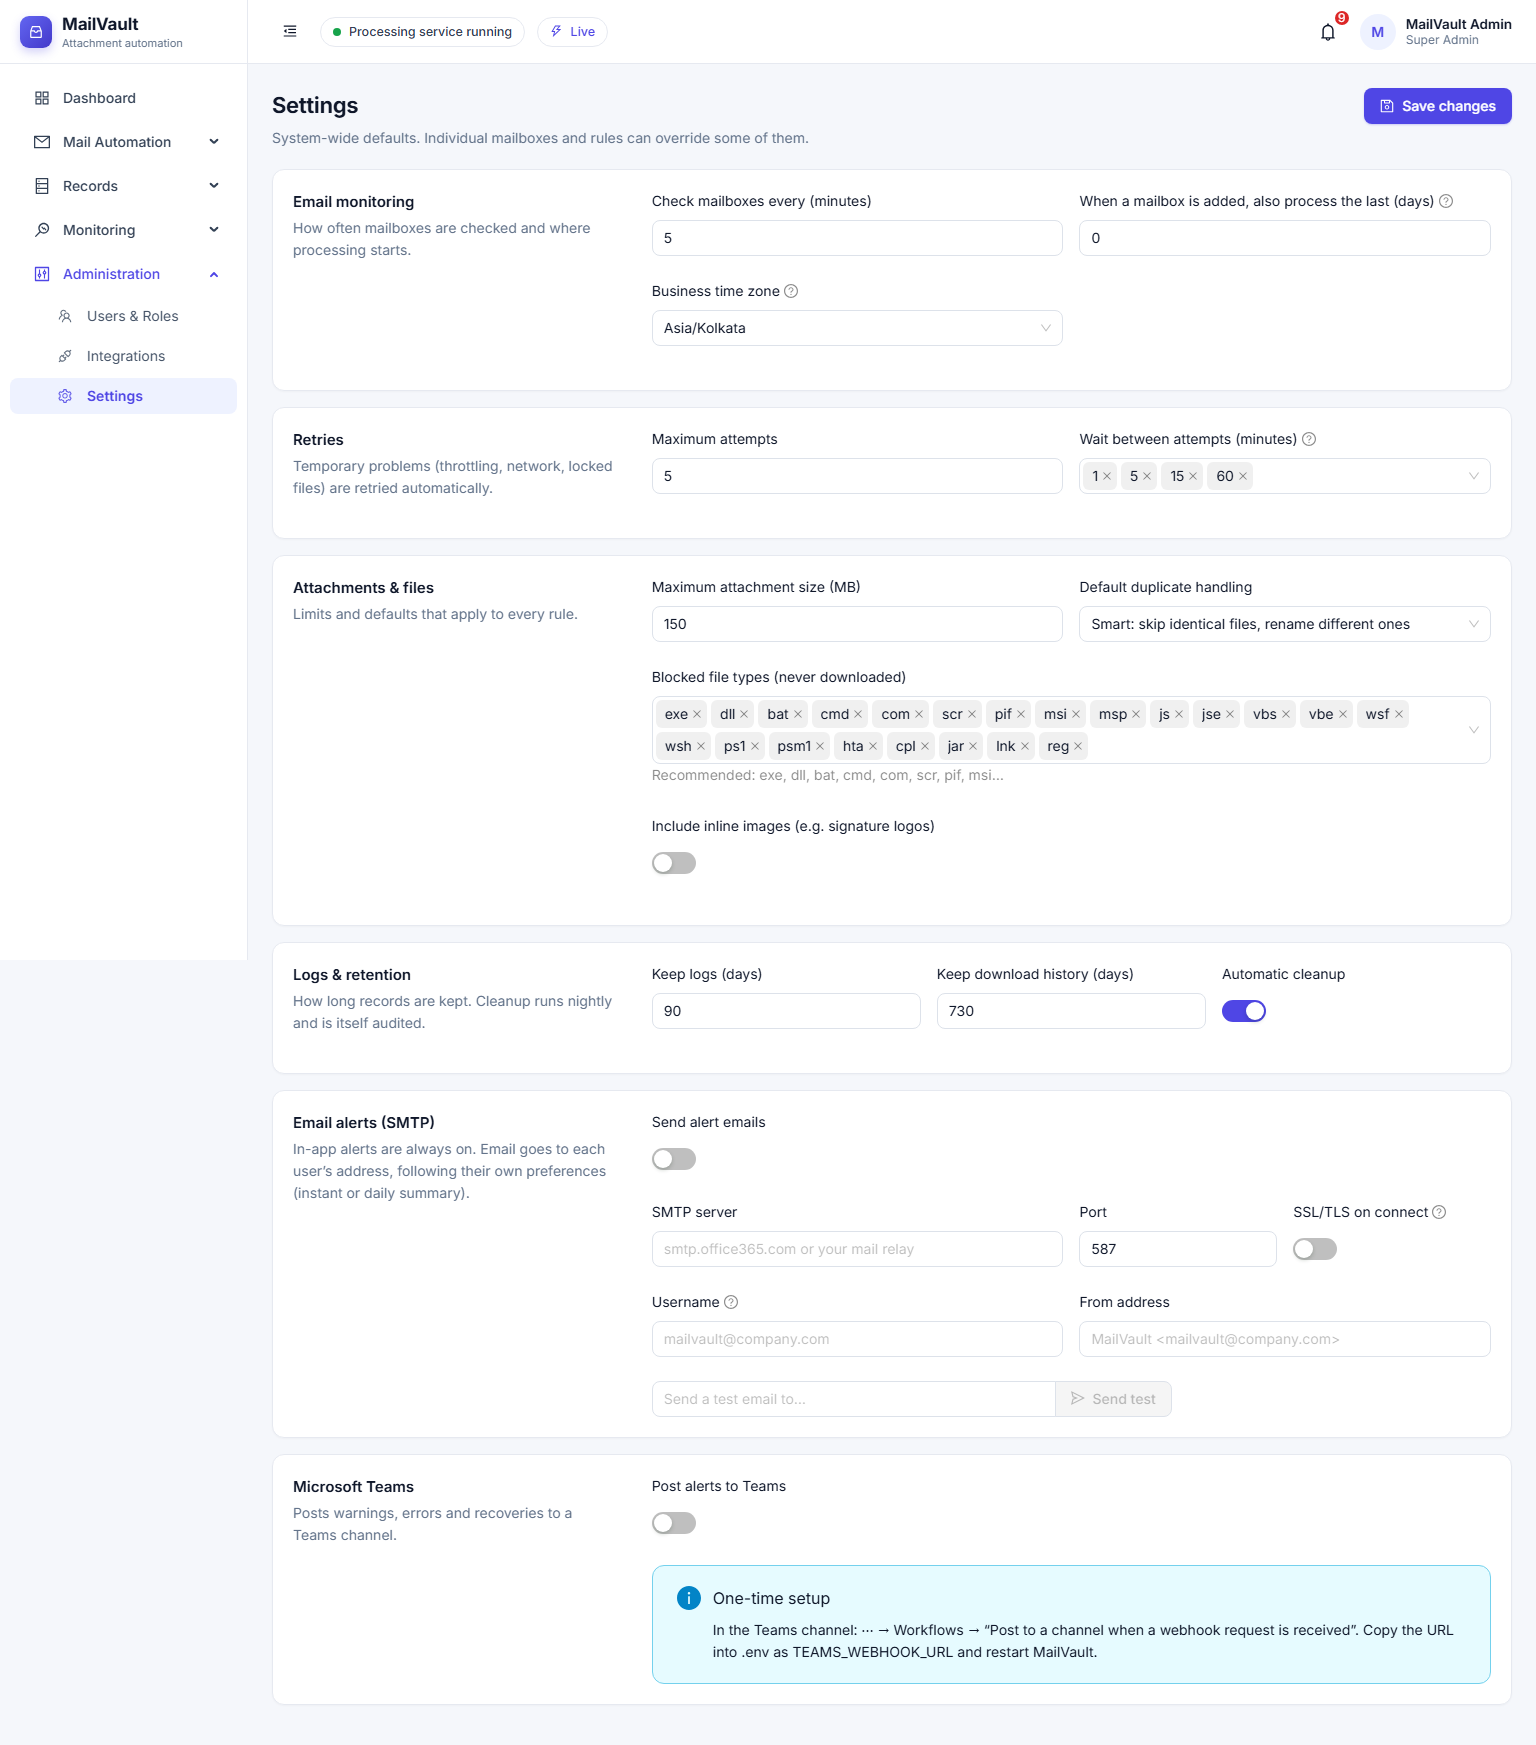 MailVault
Attachment automation
Processing service running
Live
9
M
MailVault Admin
Super Admin
Dashboard
Mail Automation
Records
Monitoring
Administration
Users & Roles
Integrations
Settings
Settings
System-wide defaults. Individual mailboxes and rules can override some of them.
Save changes
Email monitoring
How often mailboxes are checked and where
processing starts.
Check mailboxes every (minutes)
5
When a mailbox is added, also process the last (days)
0
Business time zone
Asia/Kolkata
Retries
Temporary problems (throttling, network, locked
files) are retried automatically.
Maximum attempts
5
Wait between attempts (minutes)
1 5 15 60
Attachments & files
Limits and defaults that apply to every rule.
Maximum attachment size (MB)
150
Default duplicate handling
Smart: skip identical files, rename different ones
Blocked file types (never downloaded)
exe dll bat cmd com scr pif msi msp js jse vbs vbe wsf
wsh ps1 psm1 hta cpl jar lnk reg
Recommended: exe, dll, bat, cmd, com, scr, pif, msi...
Include inline images (e.g. signature logos)
Logs & retention
How long records are kept. Cleanup runs nightly
and is itself audited.
Keep logs (days)
90
Keep download history (days)
730
Automatic cleanup
Email alerts (SMTP)
In-app alerts are always on. Email goes to each
user’s address, following their own preferences
(instant or daily summary).
Send alert emails
SMTP server
smtp.office365.com or your mail relay
Port
587
SSL/TLS on connect
Username
mailvault@company.com
From address
MailVault <mailvault@company.com>
Send a test email to...
Send test
Microsoft Teams
Posts warnings, errors and recoveries to a
Teams channel.
Post alerts to Teams
One-time setup
In the Teams channel: ··· → Workflows → “Post to a channel when a webhook request is received”. Copy the URL
into .env as TEAMS_WEBHOOK_URL and restart MailVault.